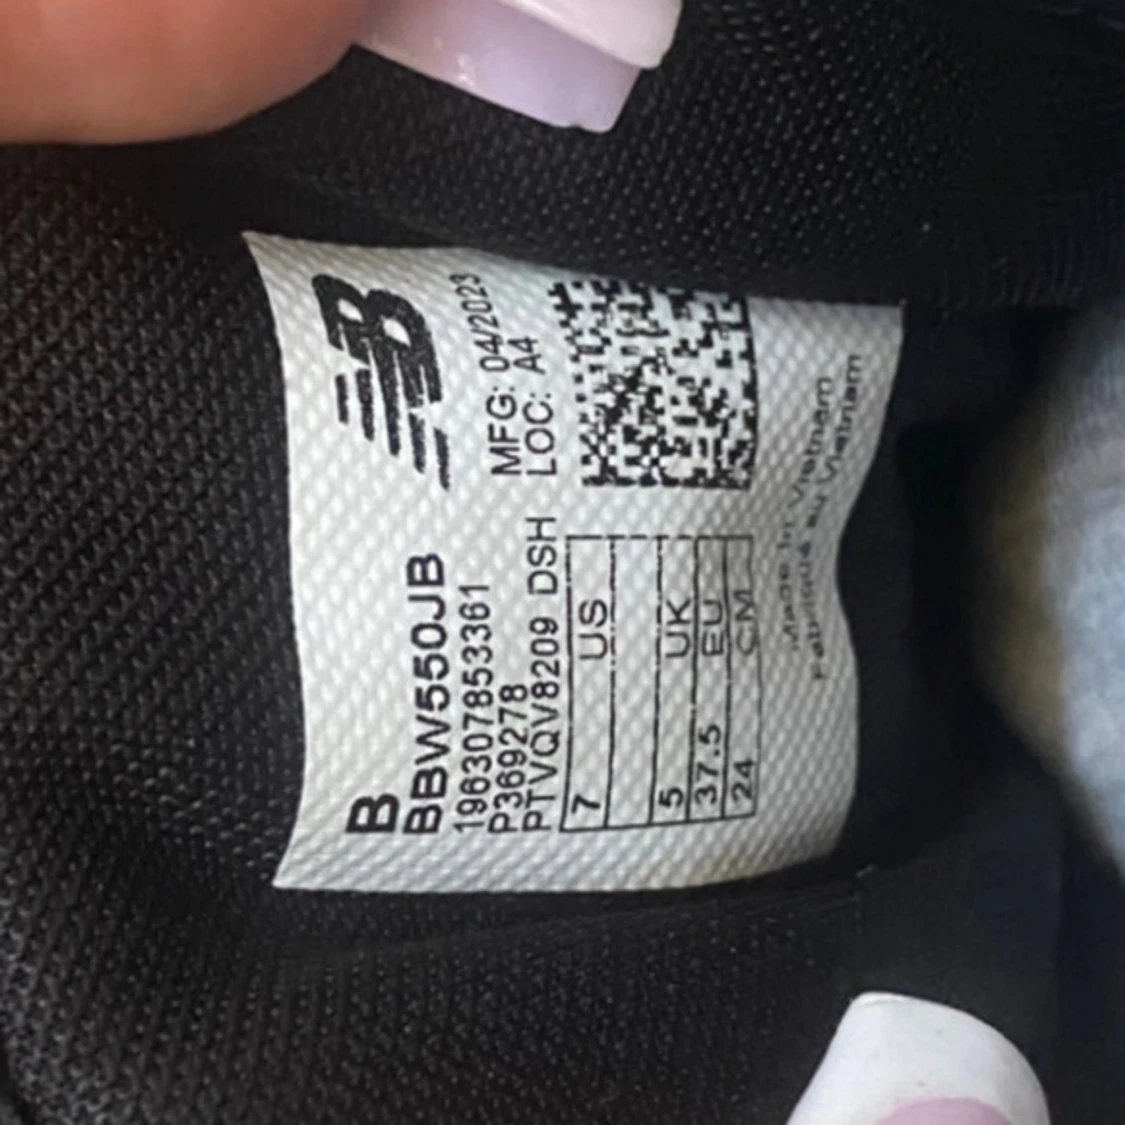 B
BBW550JB
196307853361
P369278
PTVQV8209 DSH
MFG: 04/2023
LOC: A4
7 US
5 UK
37.5 EU
24 CM
Made in Vietnam
Fabriqué au Vietnam